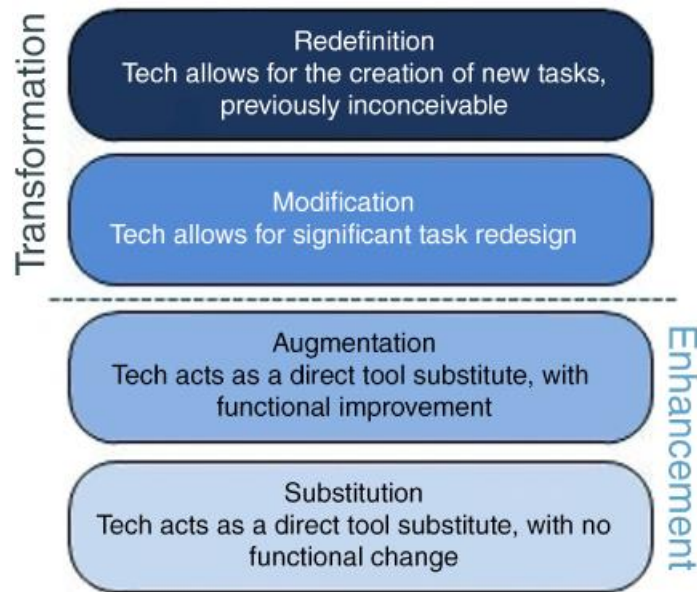 Transformation
Redefinition
Tech allows for the creation of new tasks,
previously inconceivable
Modification
Tech allows for significant task redesign
Enhancement
Augmentation
Tech acts as a direct tool substitute, with
functional improvement
Substitution
Tech acts as a direct tool substitute, with no
functional change